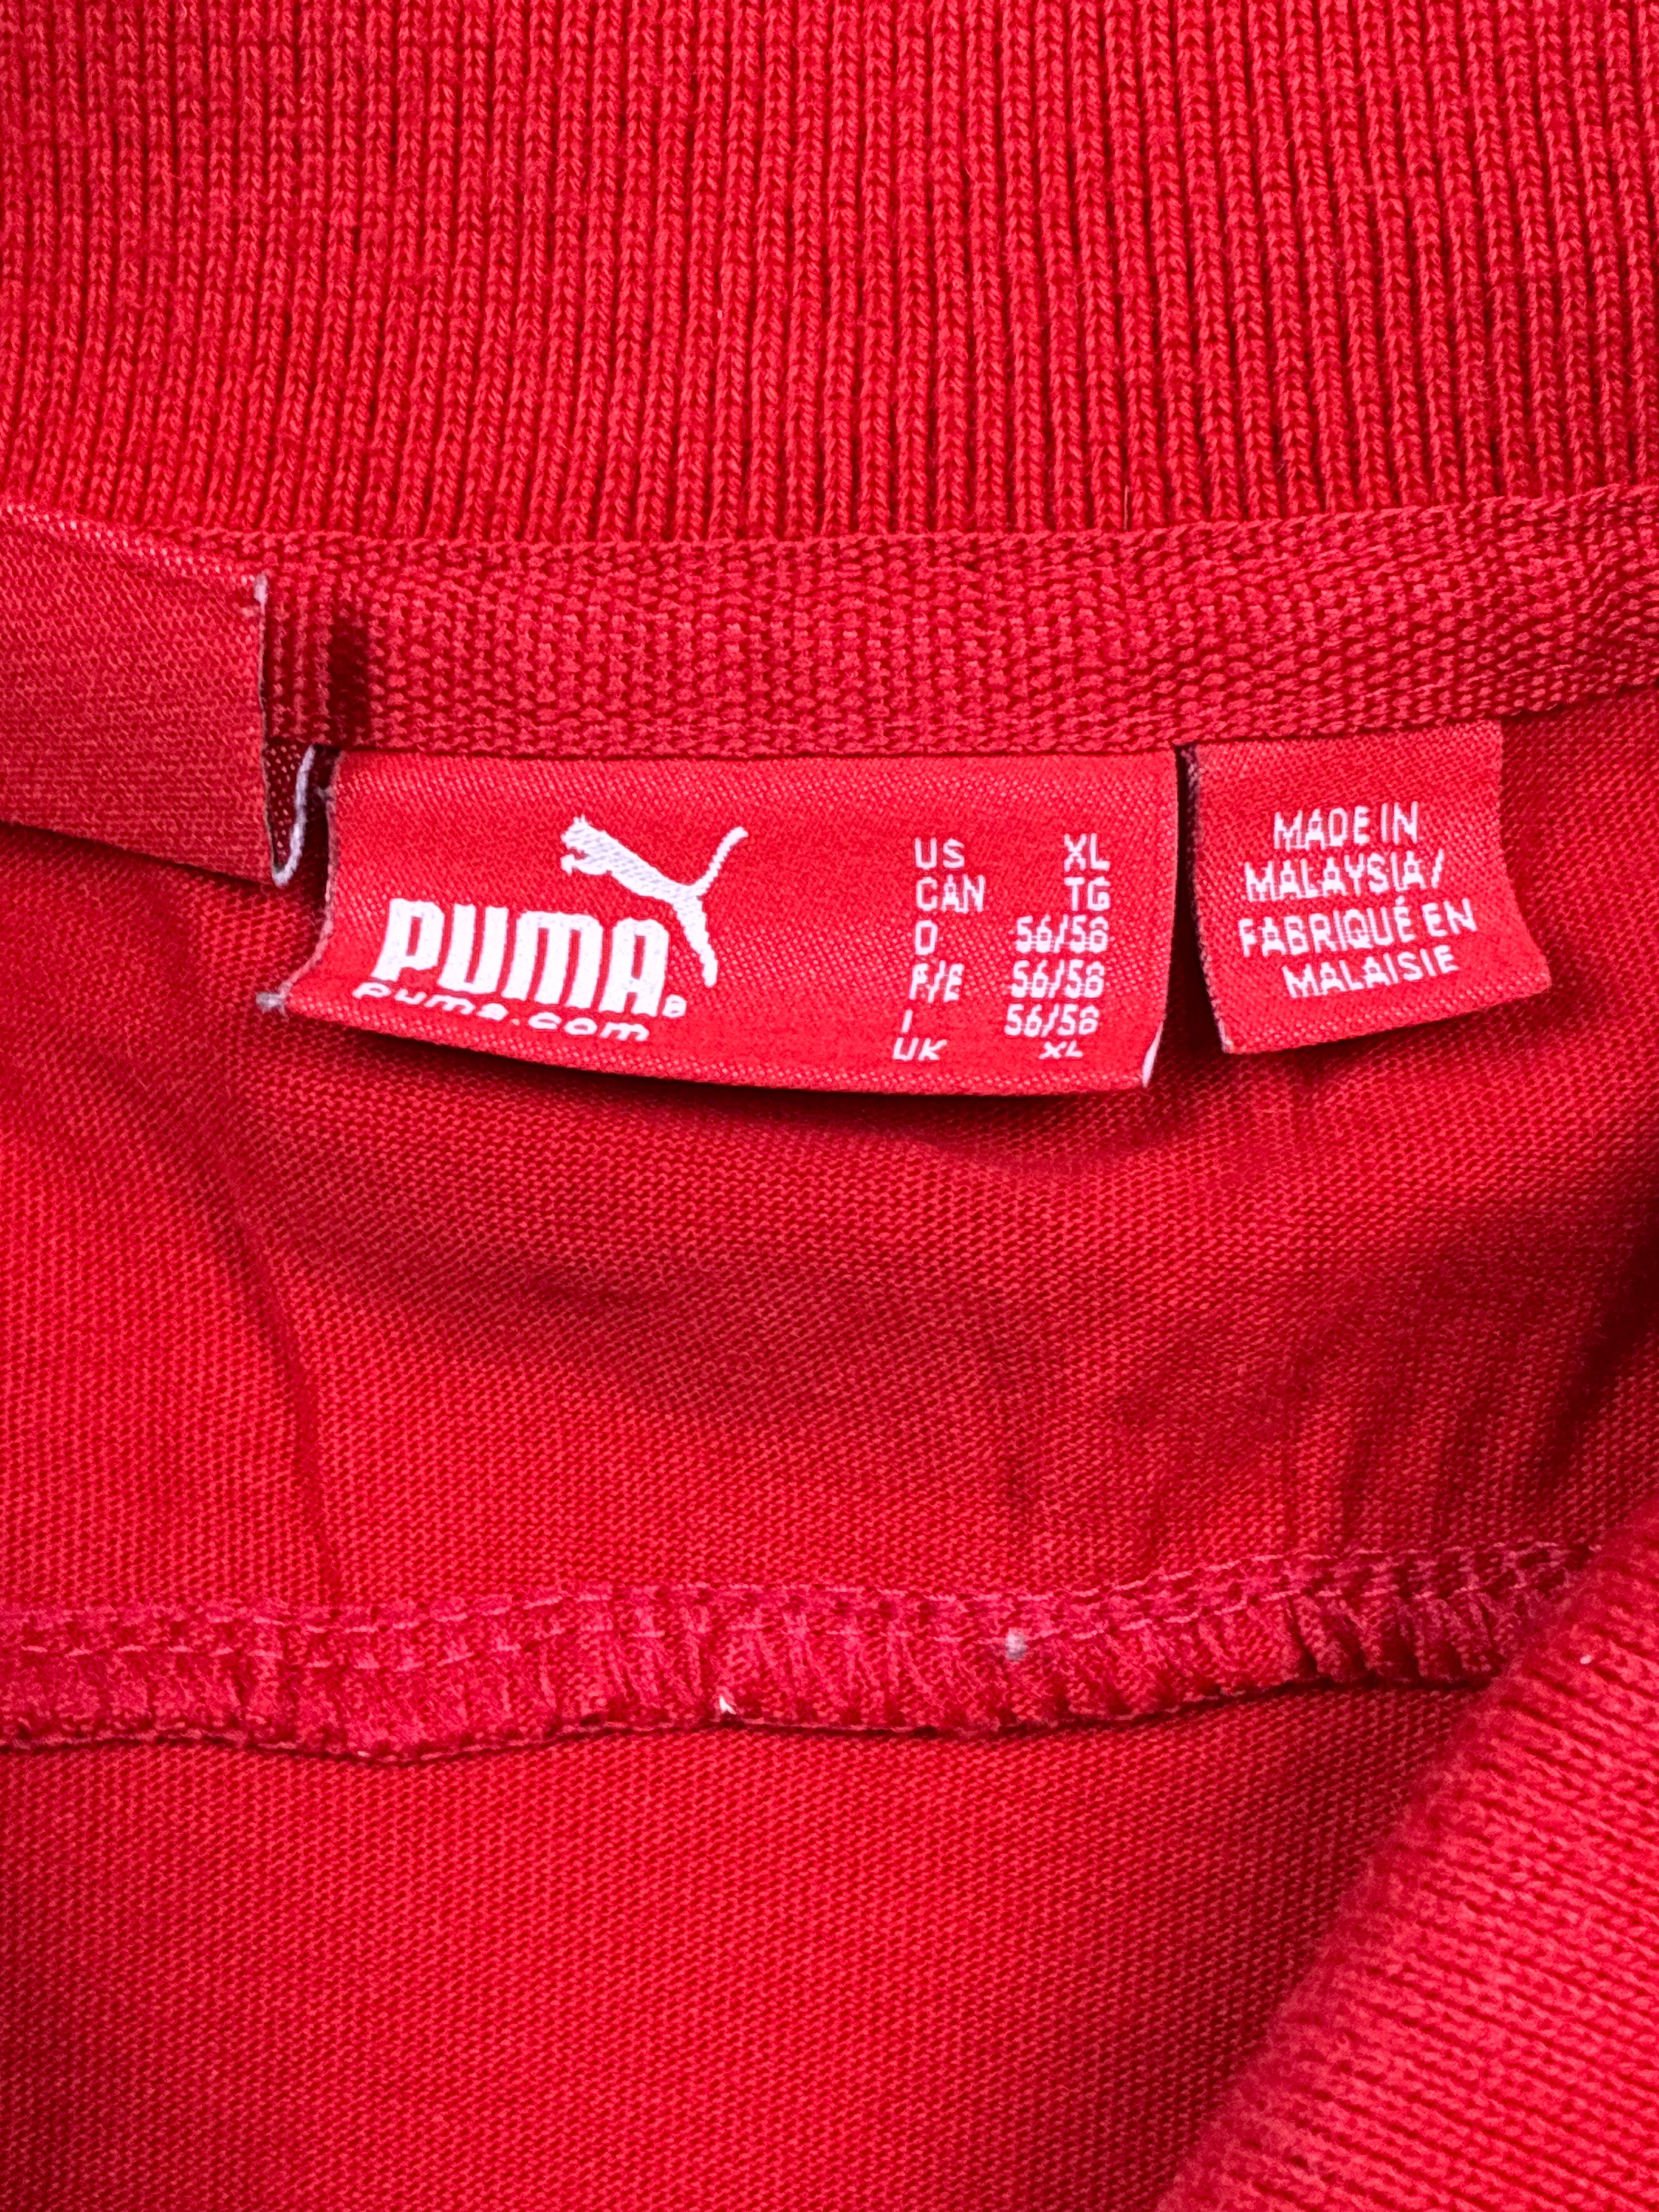 PUMA®
puma.com
US XL
CAN TG
D 56/58
F/E 56/58
I 56/58
UK XL
MADE IN
MALAYSIA/
FABRIQUÉ EN
MALAISIE